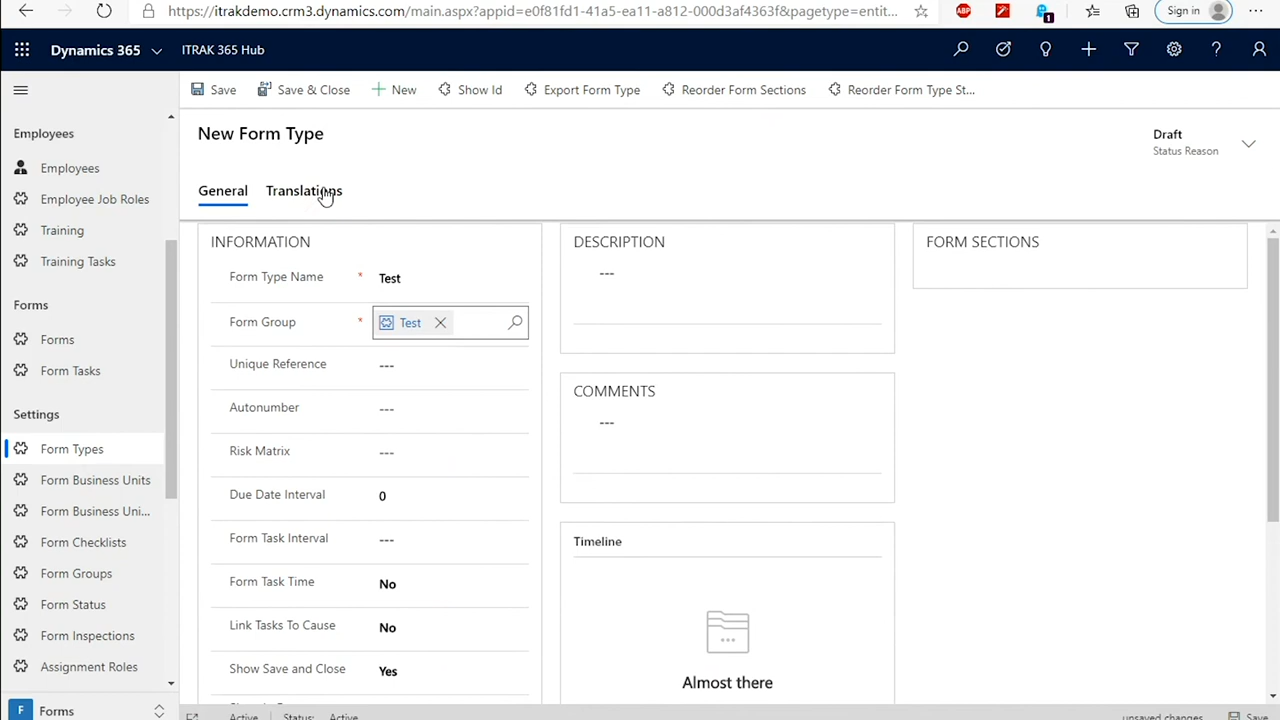 https://itrakdemo.crm3.dynamics.com/main.aspx?appid=e0f81fd1-41a5-ea11-a812-000d3af4363f&pagetype=entit...
ABP
1
Sign in
Dynamics 365
ITRAK 365 Hub
Save
Save & Close
New
Show Id
Export Form Type
Reorder Form Sections
Reorder Form Type St...
New Form Type
Draft
Status Reason
General
Translations
Employees
Employees
Employee Job Roles
Training
Training Tasks
Forms
Forms
Form Tasks
Settings
Form Types
Form Business Units
Form Business Uni...
Form Checklists
Form Groups
Form Status
Form Inspections
Assignment Roles
F Forms
INFORMATION
Form Type Name * Test
Form Group * Test
Unique Reference ---
Autonumber ---
Risk Matrix ---
Due Date Interval 0
Form Task Interval ---
Form Task Time No
Link Tasks To Cause No
Show Save and Close Yes
DESCRIPTION
---
COMMENTS
---
Timeline
Almost there
FORM SECTIONS
Active
Status: Active
unsaved changes
Save